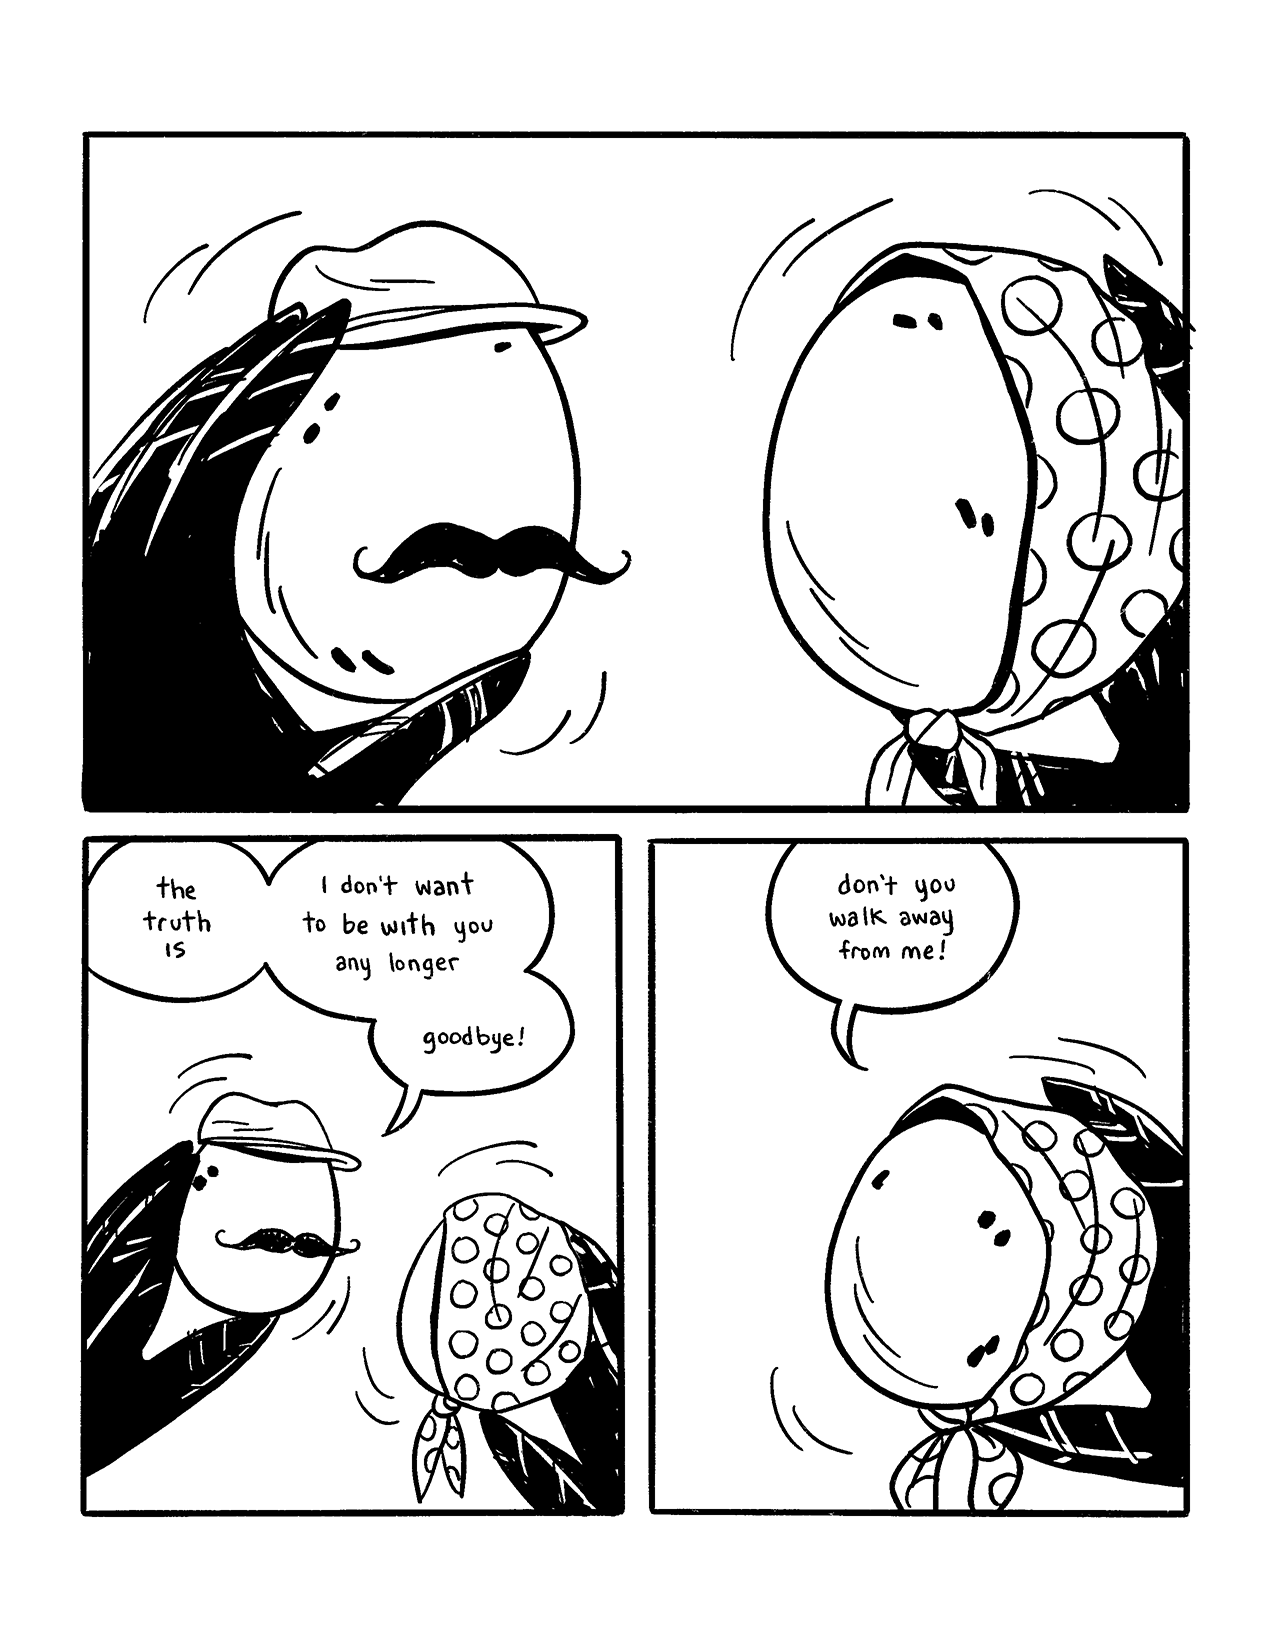 the
truth
is
I don't want
to be with you
any longer
goodbye!
don't you
walk away
from me!